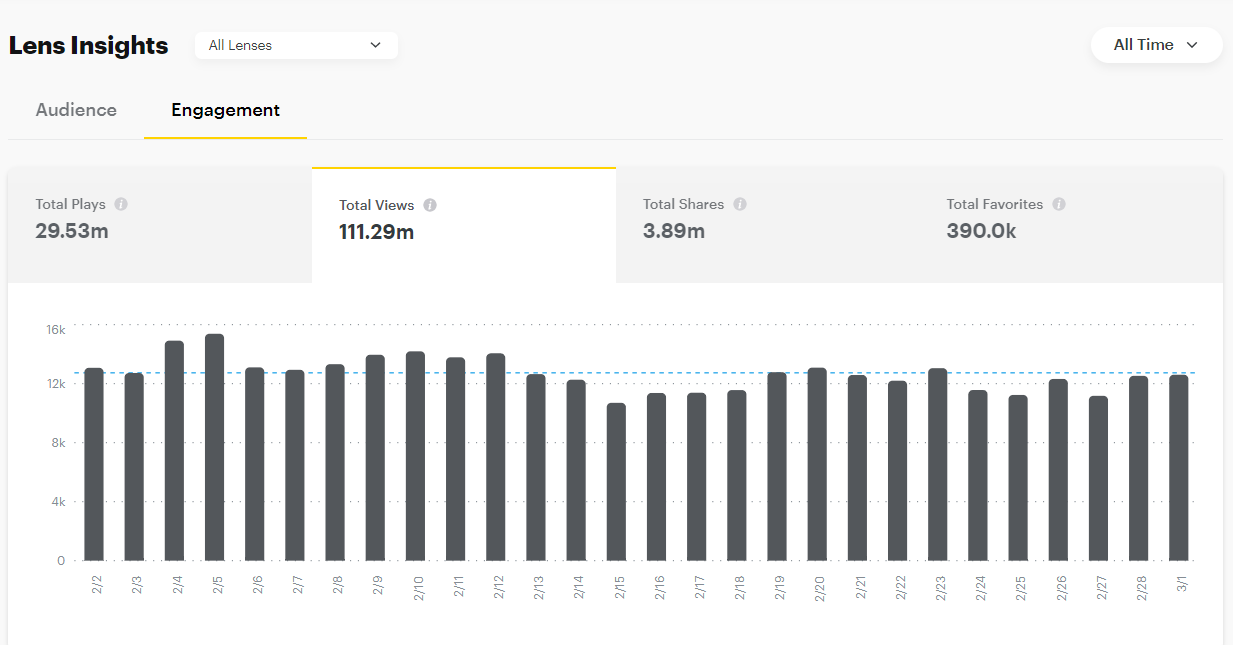 Lens Insights
All Lenses
All Time
Audience
Engagement
Total Plays
29.53m
Total Views
111.29m
Total Shares
3.89m
Total Favorites
390.0k
16k
12k
8k
4k
0
2/2
2/3
2/4
2/5
2/6
2/7
2/8
2/9
2/10
2/11
2/12
2/13
2/14
2/15
2/16
2/17
2/18
2/19
2/20
2/21
2/22
2/23
2/24
2/25
2/26
2/27
2/28
3/1